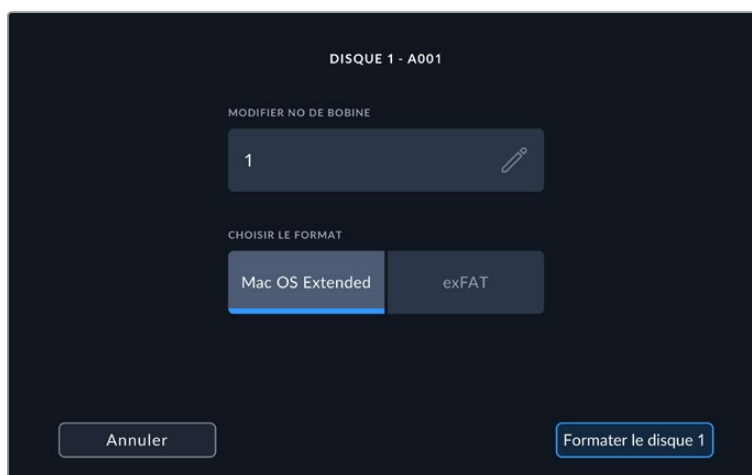 DISQUE 1 - A001
MODIFIER NO DE BOBINE
1
CHOISIR LE FORMAT
Mac OS Extended exFAT
Annuler Formater le disque 1